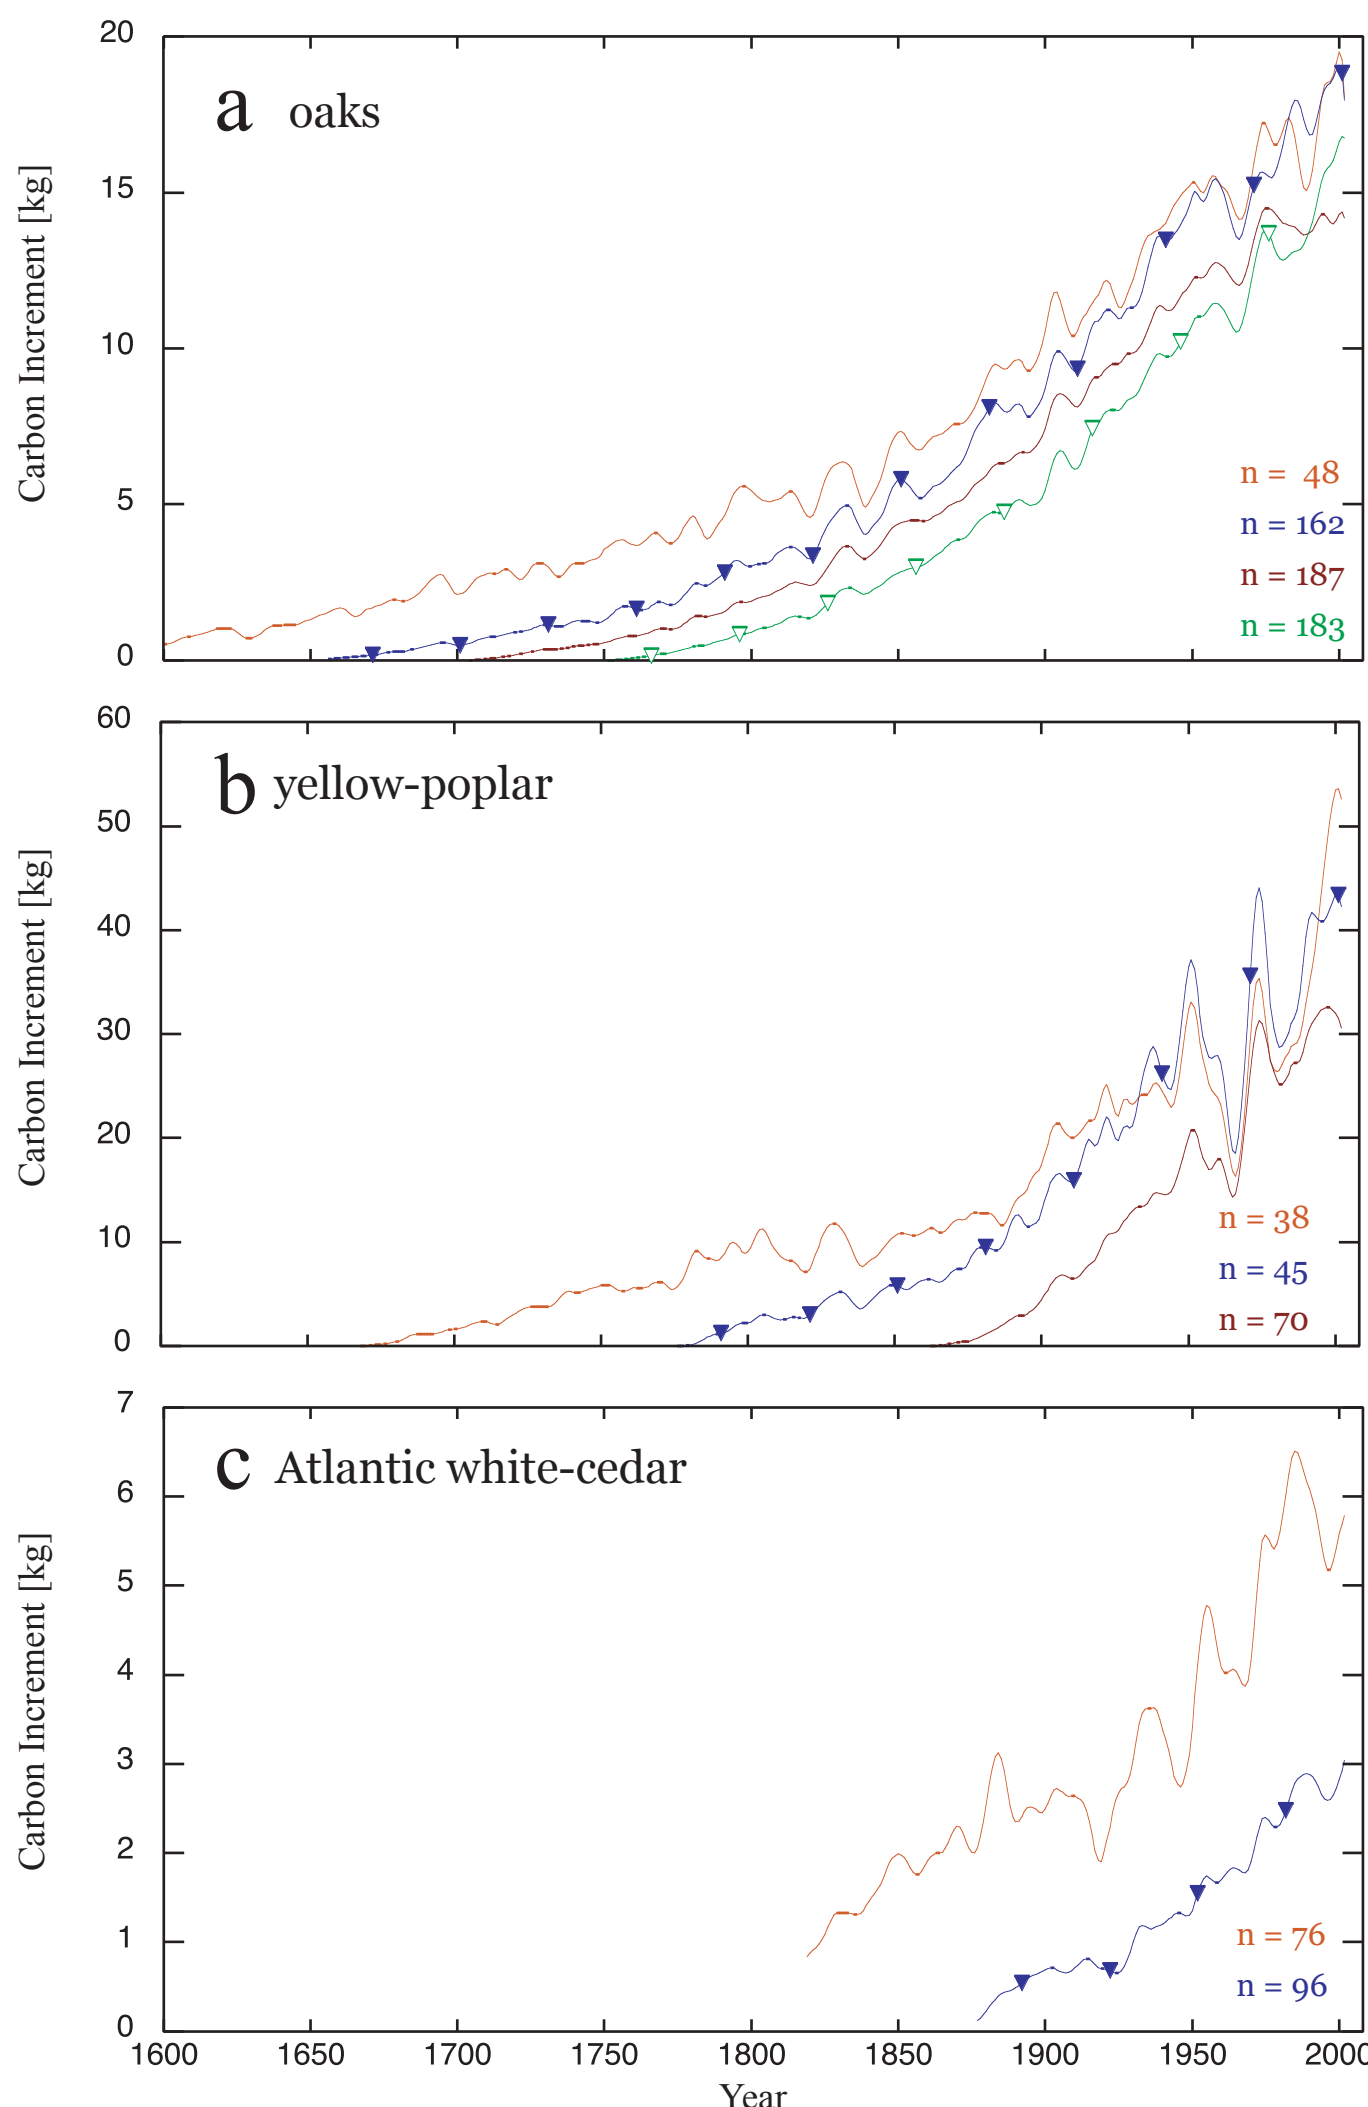 20
a oaks
15
10
5
0
Carbon Increment [kg]
n = 48
n = 162
n = 187
n = 183
60
b yellow-poplar
50
40
30
20
10
0
Carbon Increment [kg]
n = 38
n = 45
n = 70
7
c Atlantic white-cedar
6
5
4
3
2
1
0
Carbon Increment [kg]
n = 76
n = 96
1600 1650 1700 1750 1800 1850 1900 1950 2000
Year